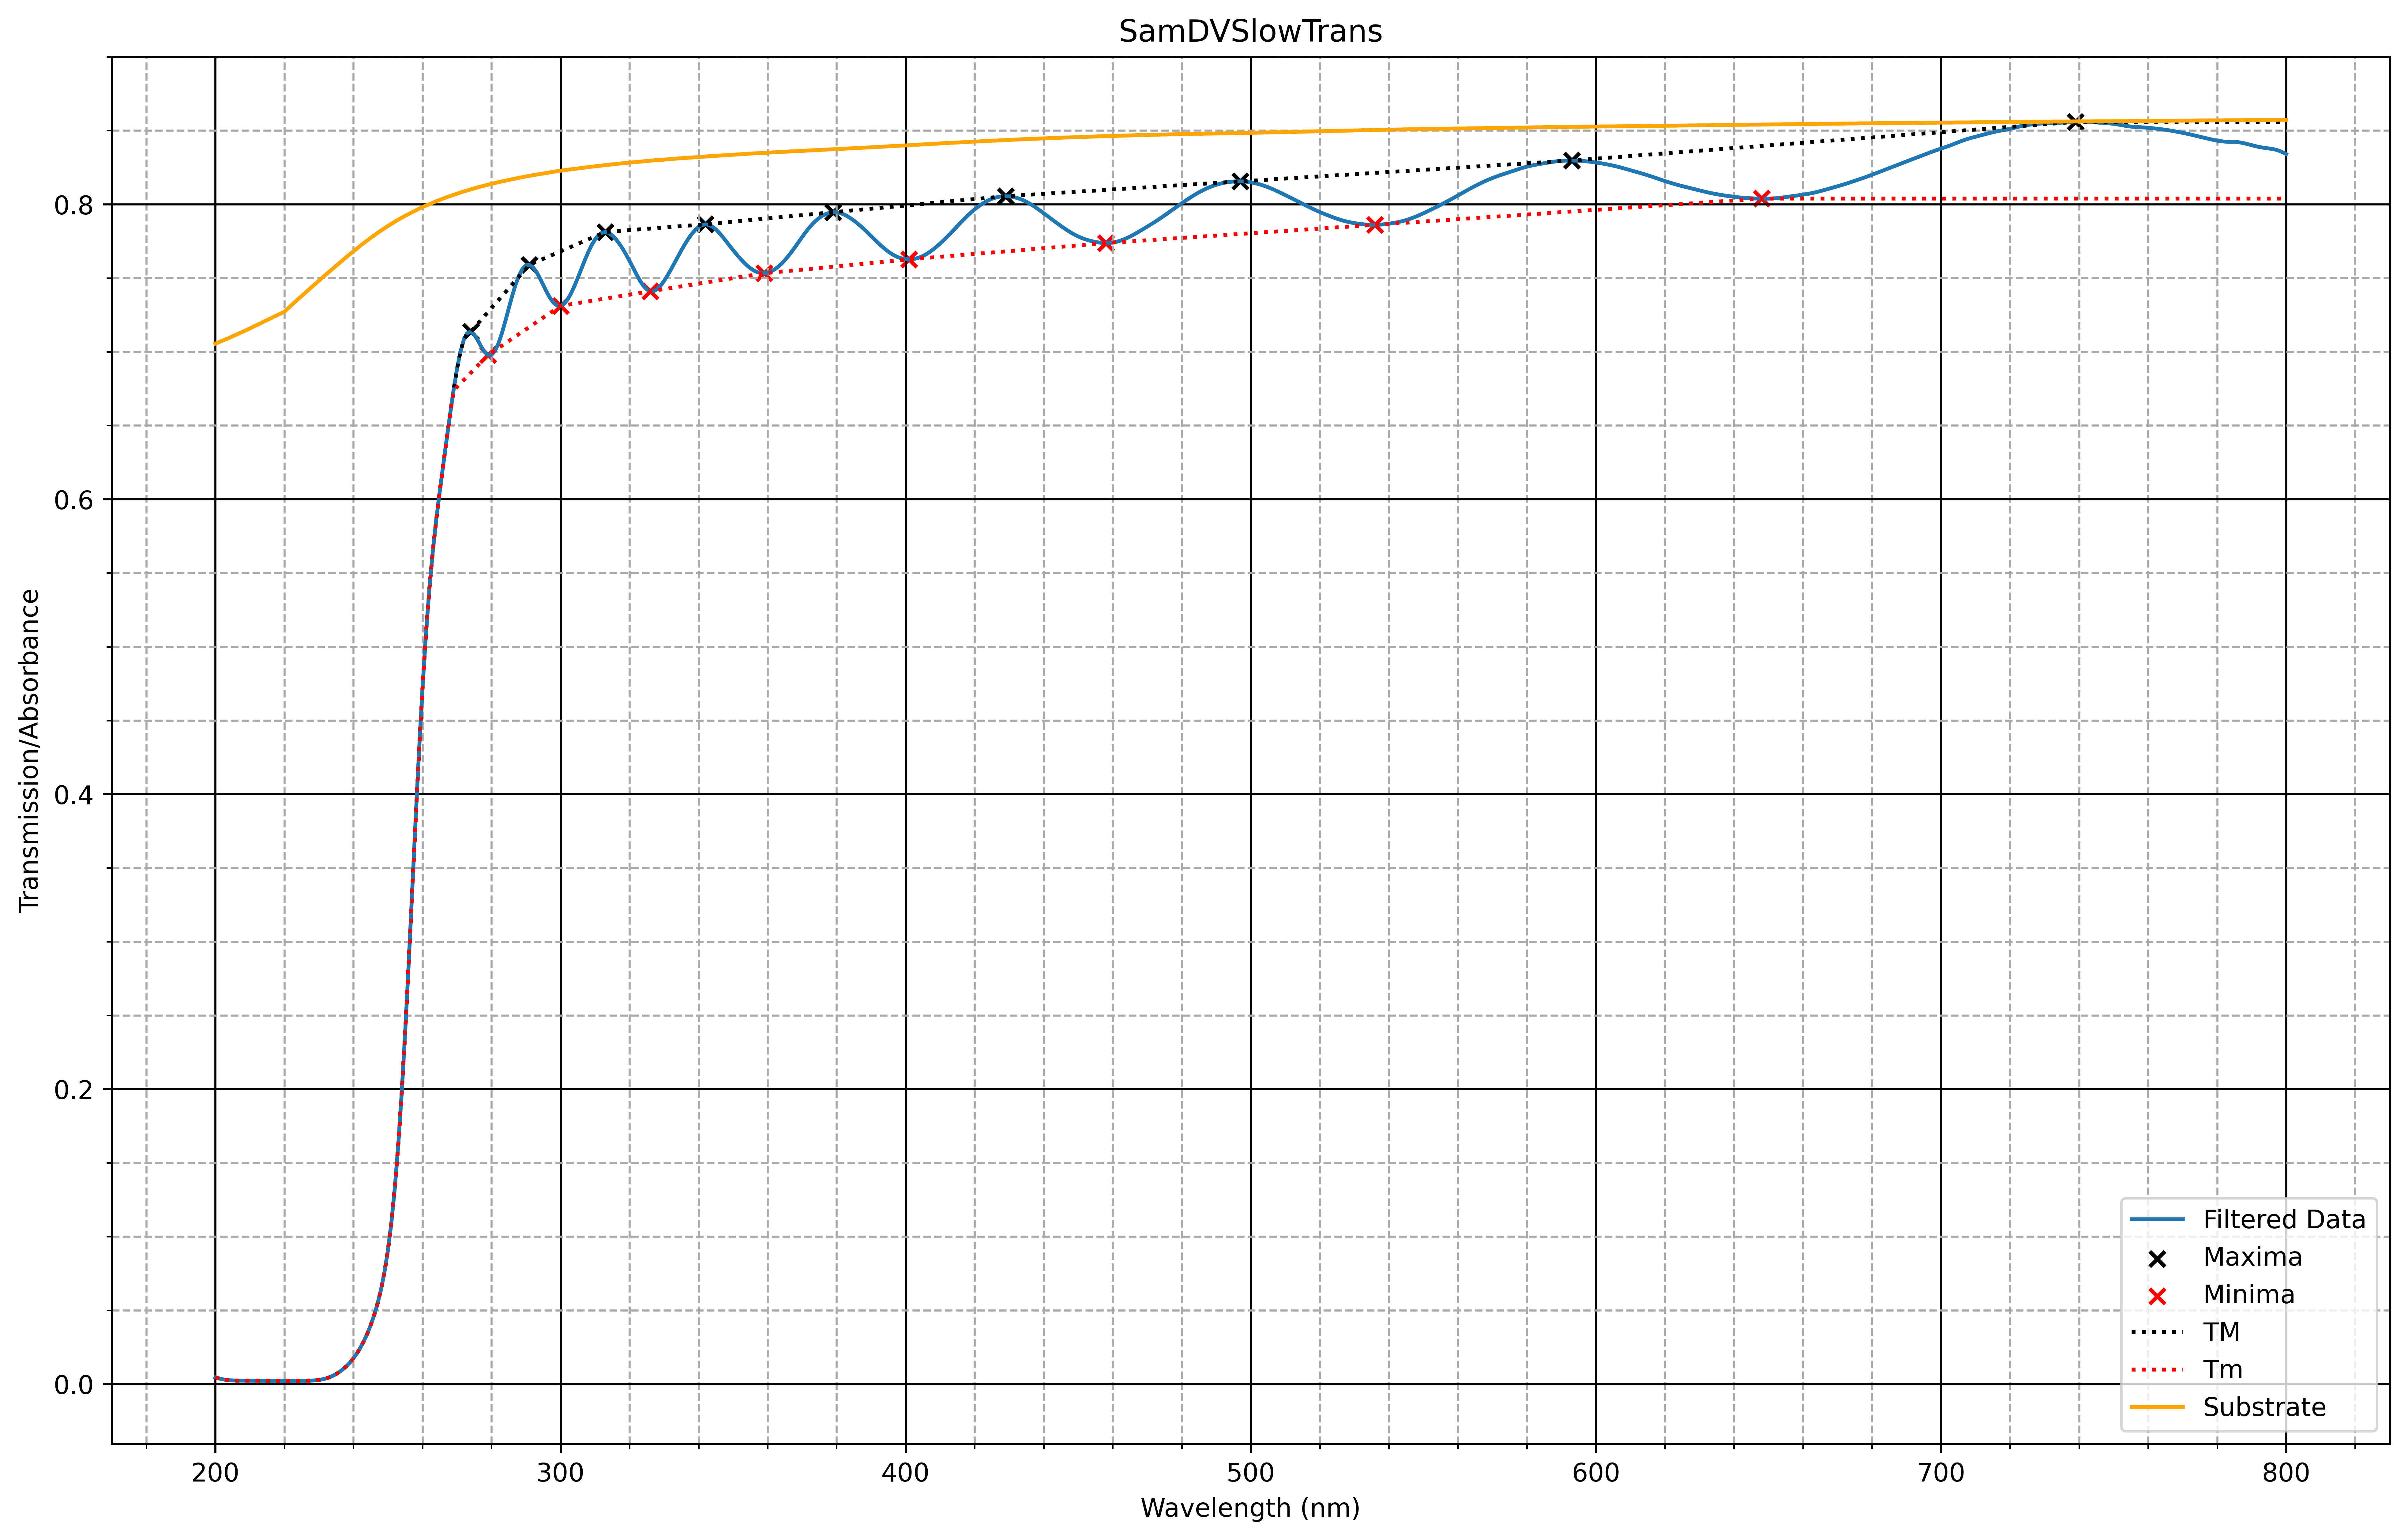 SamDVSlowTrans
Transmission/Absorbance
0.8
0.6
0.4
0.2
0.0
200 300 400 500 600 700 800
Wavelength (nm)
Filtered Data
Maxima
Minima
TM
Tm
Substrate